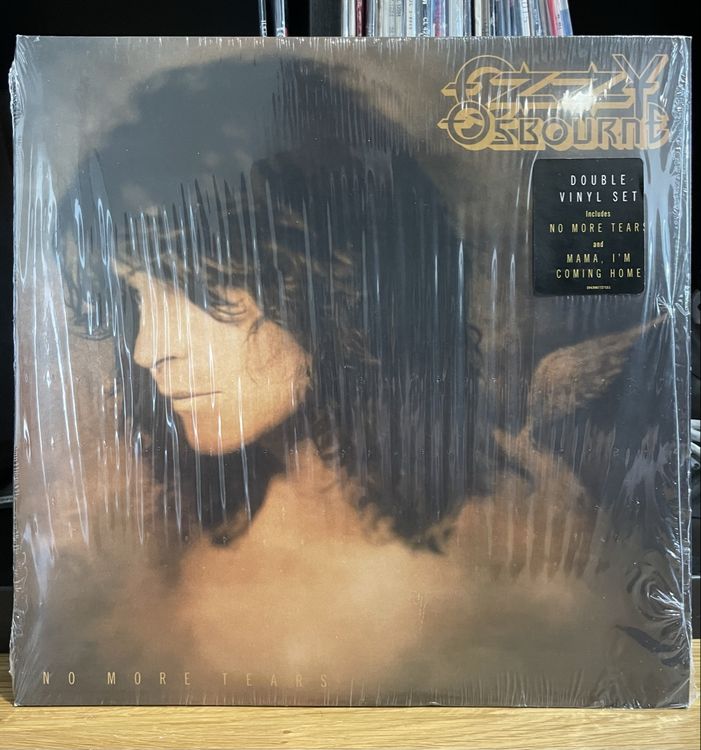 Ozzy
Osbourne
DOUBLE
VINYL SET
Includes
NO MORE TEARS
and
MAMA, I'M
COMING HOME
NO MORE TEARS